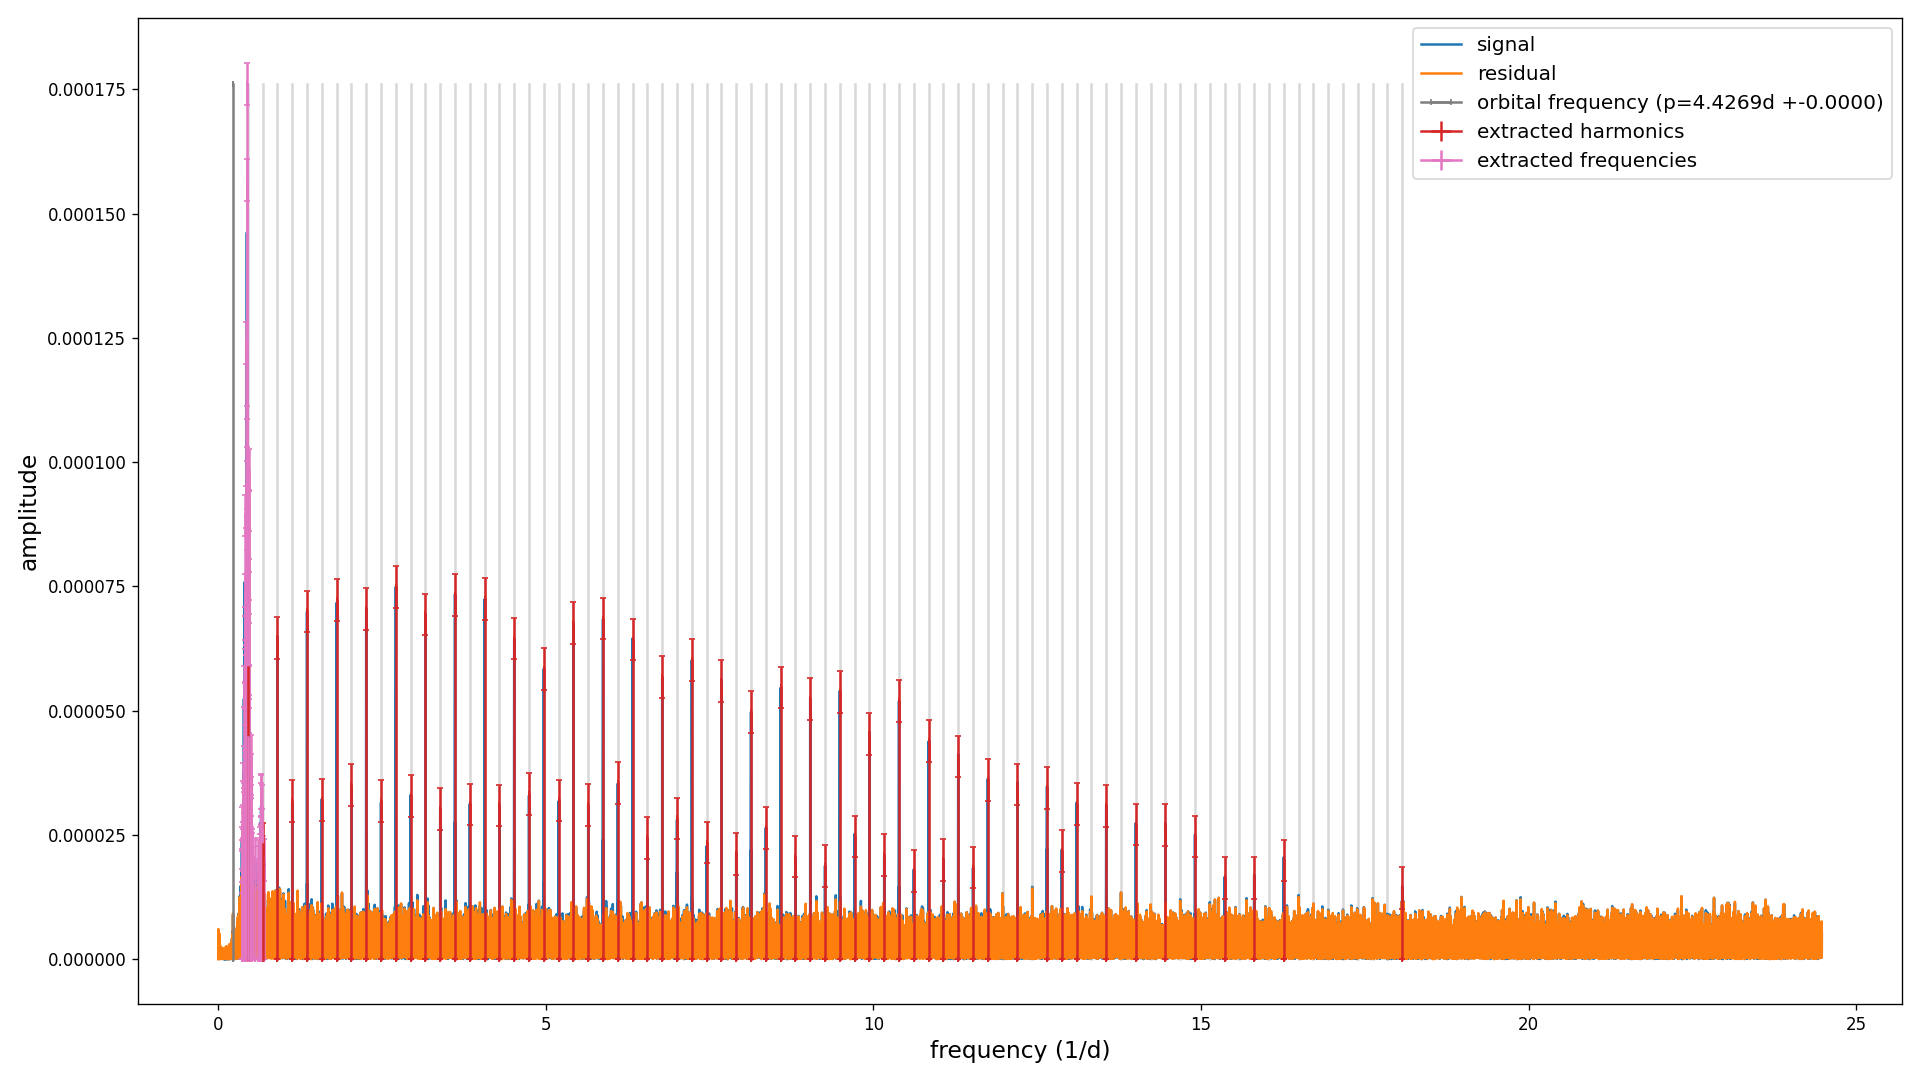 signal
residual
orbital frequency (p=4.4269d +-0.0000)
extracted harmonics
extracted frequencies
0.000175
0.000150
0.000125
0.000100
0.000075
0.000050
0.000025
0.000000
amplitude
0 5 10 15 20 25
frequency (1/d)